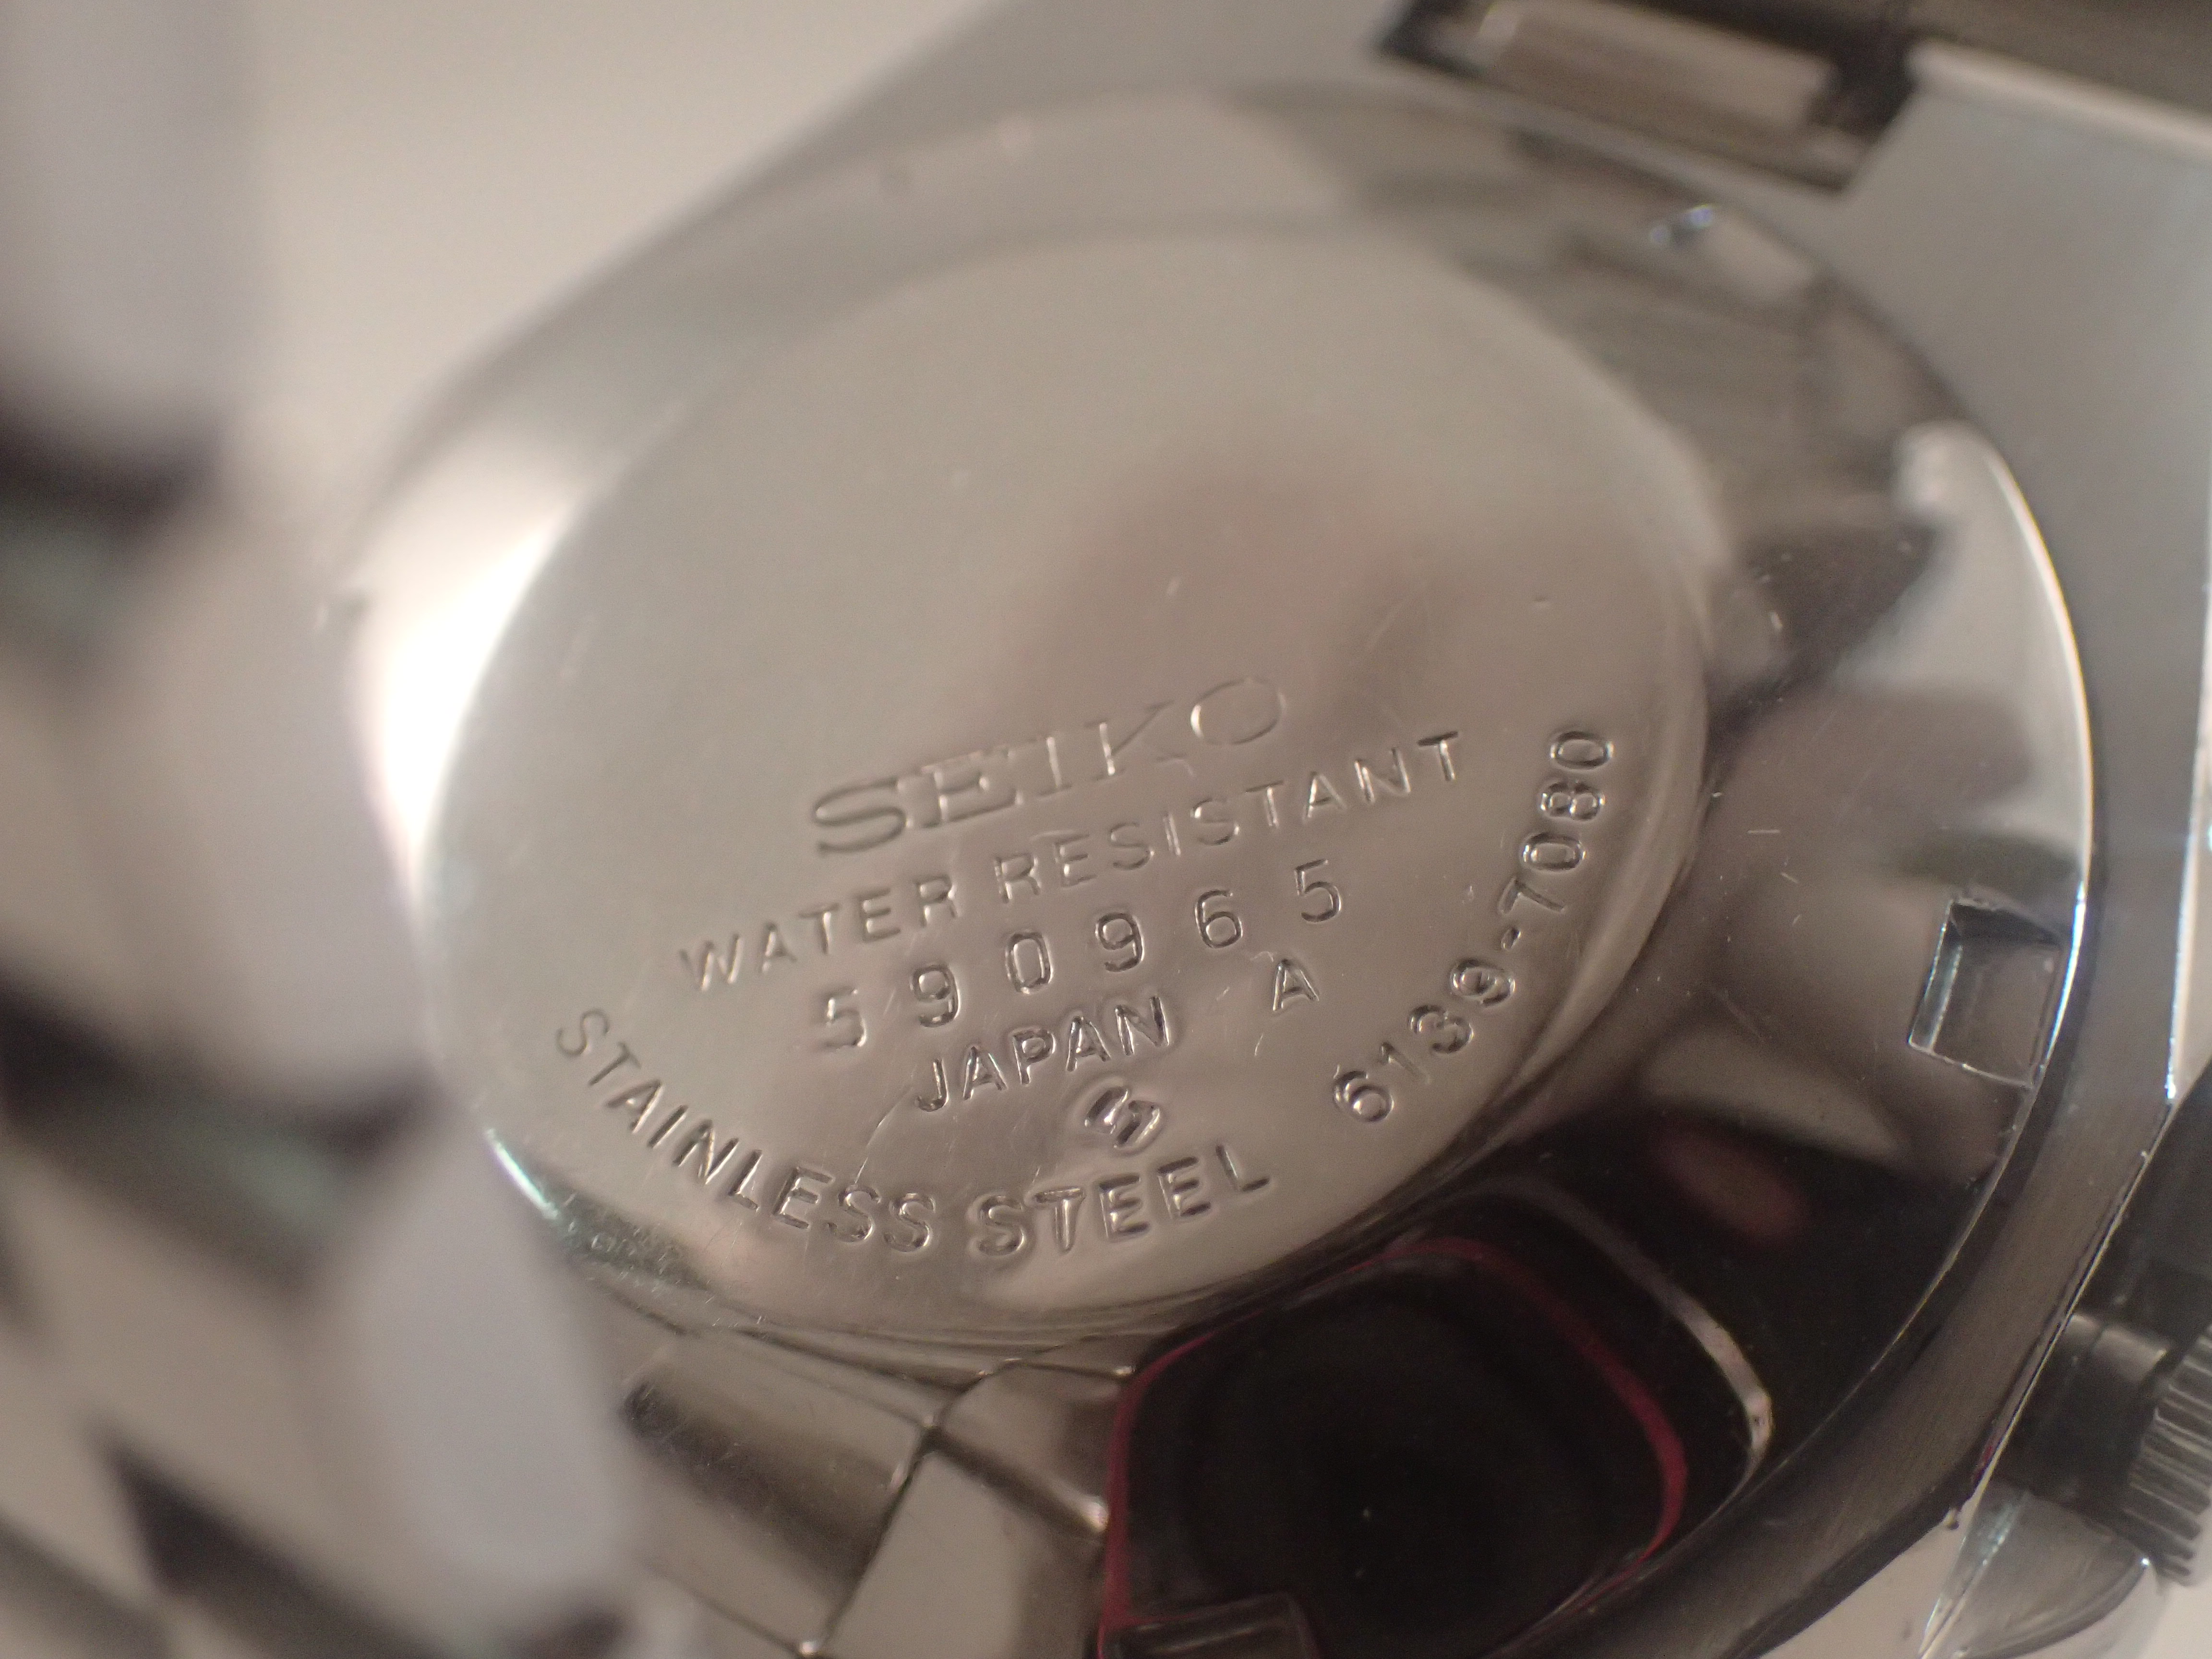 SEIKO
WATER RESISTANT
590965
JAPAN A
STAINLESS STEEL
6139-7080